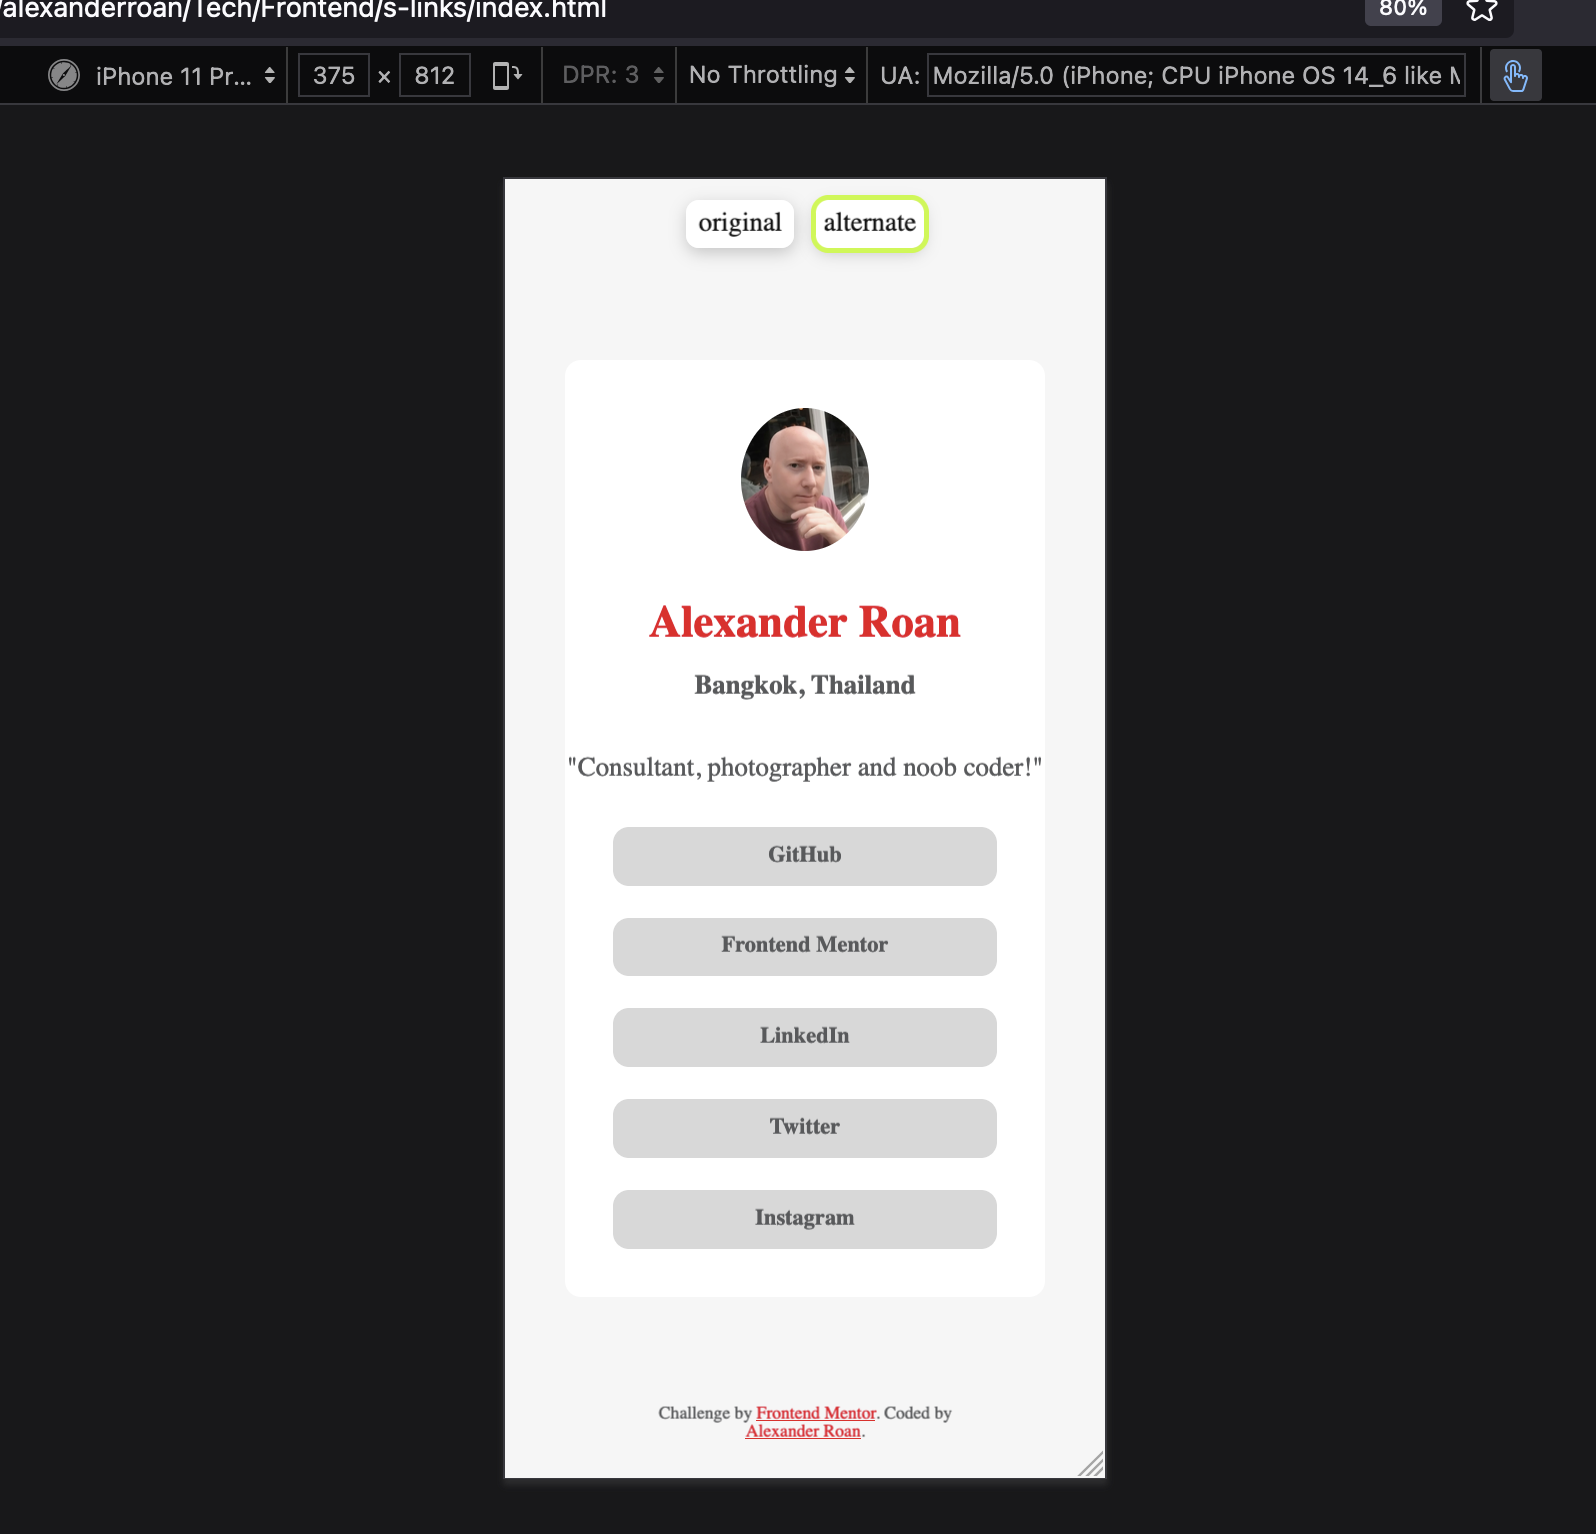 /alexanderroan/Tech/Frontend/s-links/index.html 80%
iPhone 11 Pr... 375 × 812 DPR: 3 No Throttling UA: Mozilla/5.0 (iPhone; CPU iPhone OS 14_6 like
original alternate
Alexander Roan
Bangkok, Thailand
"Consultant, photographer and noob coder!"
GitHub
Frontend Mentor
LinkedIn
Twitter
Instagram
Challenge by Frontend Mentor. Coded by
Alexander Roan.